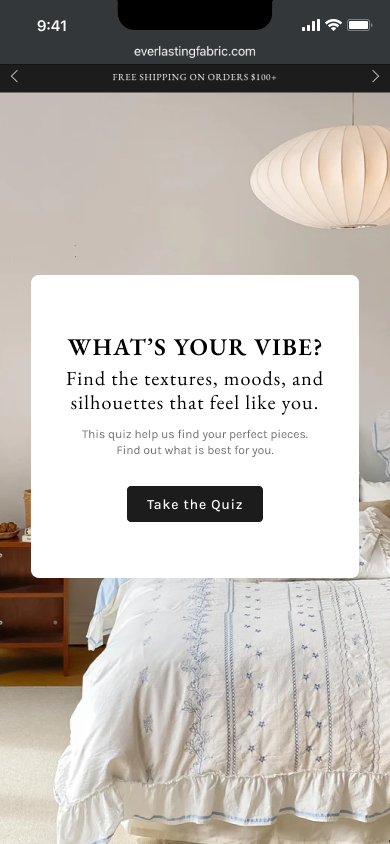 9:41
everlastingfabric.com
FREE SHIPPING ON ORDERS $100+
WHAT’S YOUR VIBE?
Find the textures, moods, and
silhouettes that feel like you.
This quiz help us find your perfect pieces.
Find out what is best for you.
Take the Quiz